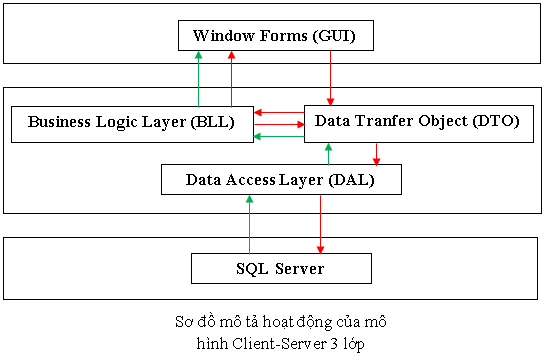 Window Forms (GUI)
Business Logic Layer (BLL)
Data Tranfer Object (DTO)
Data Access Layer (DAL)
SQL Server
Sơ đồ mô tả hoạt động của mô
hình Client-Server 3 lớp